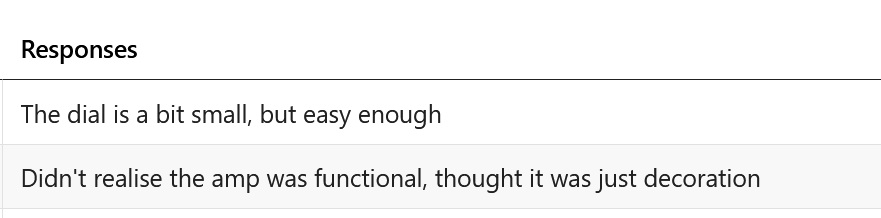 Responses
The dial is a bit small, but easy enough
Didn't realise the amp was functional, thought it was just decoration